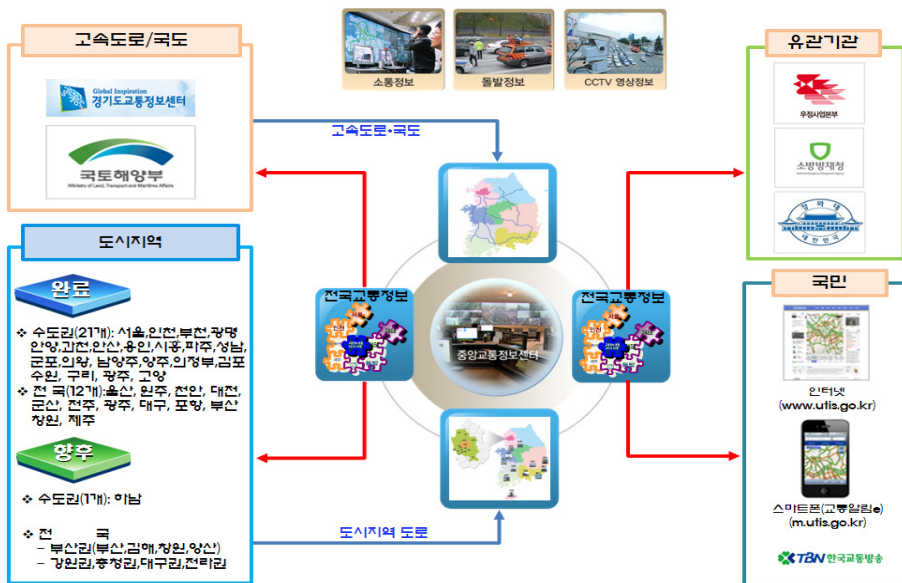 고속도로/국도
Global Inspiration
경기도교통정보센터
국토해양부
Ministry of Land, Transport and Maritime Affairs
소통정보
돌발정보
CCTV 영상정보
고속도로·국도
유관기관
우정사업본부
소방방재청
청와대
대한민국
도시지역
완료
❖ 수도권(21개): 서울,인천,부천,광명
안양,과천,안산,용인,시흥,파주,성남,
군포,의왕, 남양주,양주,의정부,김포
수원, 구리, 광주, 고양
❖ 전 국(12개):울산, 원주, 천안, 대전,
군산, 전주, 광주, 대구, 포항, 부산
창원, 제주
향후
❖ 수도권(1개): 하남
❖ 전 국
– 부산권(부산,김해,창원,양산)
– 강원권,충청권,대구권,전라권
전국교통정보
서울
인천
중앙교통정보센터
전국교통정보
서울
인천
도시지역 도로
국민
인터넷
(www.utis.go.kr)
스마트폰(교통알림e)
(m.utis.go.kr)
TBN 한국교통방송